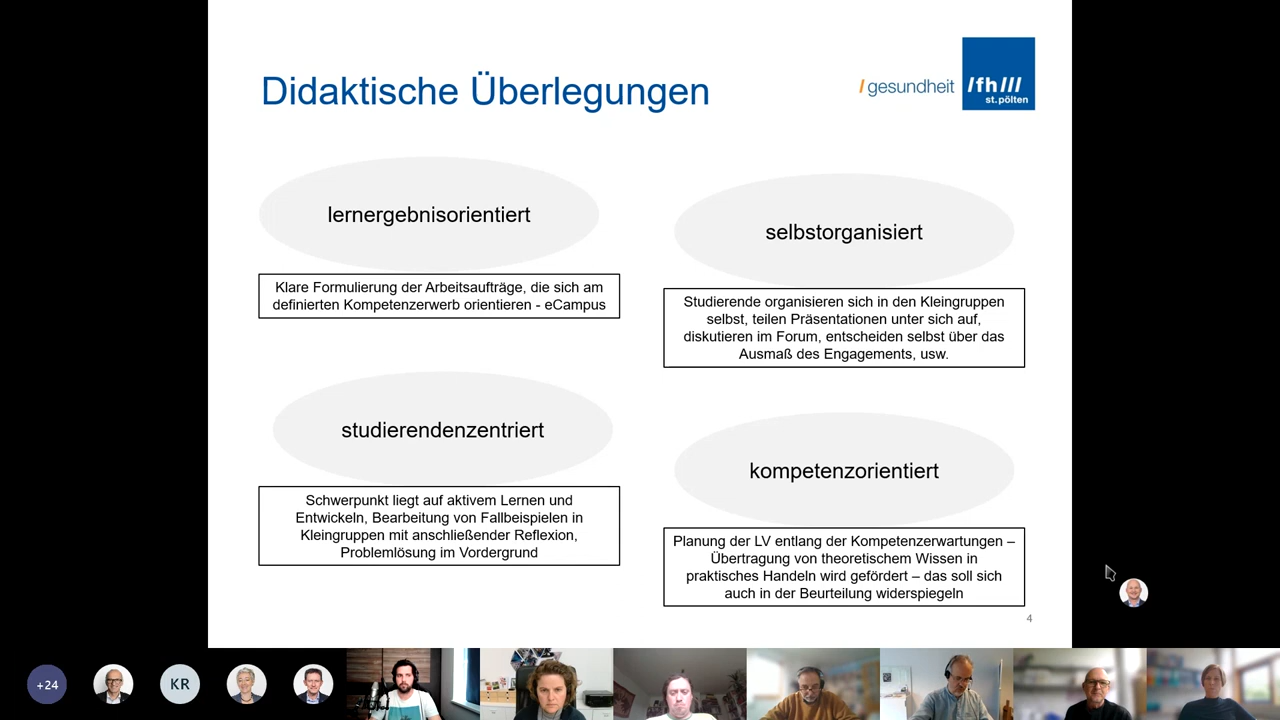 Didaktische Überlegungen
/ gesundheit
/fh///
st.pölten
lernergebnisorientiert
Klare Formulierung der Arbeitsaufträge, die sich am
definierten Kompetenzerwerb orientieren - eCampus
selbstorganisiert
Studierende organisieren sich in den Kleingruppen
selbst, teilen Präsentationen unter sich auf,
diskutieren im Forum, entscheiden selbst über das
Ausmaß des Engagements, usw.
studierendenzentriert
Schwerpunkt liegt auf aktivem Lernen und
Entwickeln, Bearbeitung von Fallbeispielen in
Kleingruppen mit anschließender Reflexion,
Problemlösung im Vordergrund
kompetenzorientiert
Planung der LV entlang der Kompetenzerwartungen –
Übertragung von theoretischem Wissen in
praktisches Handeln wird gefördert – das soll sich
auch in der Beurteilung widerspiegeln
4
+24
KR